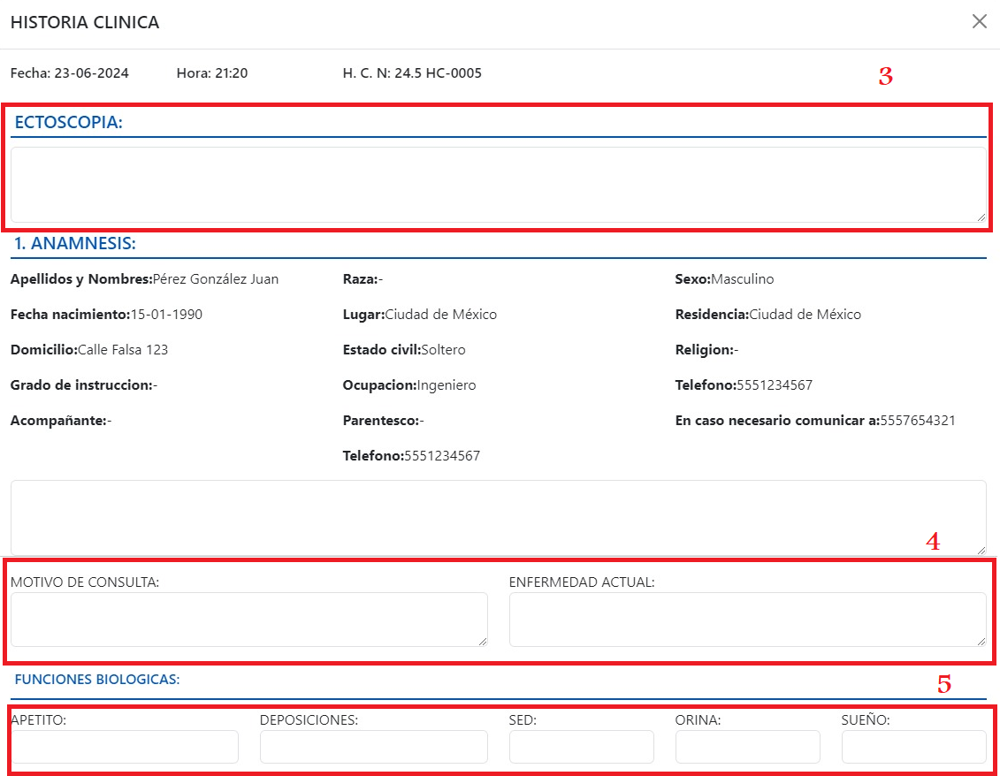 HISTORIA CLINICA
Fecha: 23-06-2024 Hora: 21:20 H. C. N: 24.5 HC-0005
3
ECTOSCOPIA:
1. ANAMNESIS:
Apellidos y Nombres:Pérez González Juan Raza:- Sexo:Masculino
Fecha nacimiento:15-01-1990 Lugar:Ciudad de México Residencia:Ciudad de México
Domicilio:Calle Falsa 123 Estado civil:Soltero Religion:-
Grado de instruccion:- Ocupacion:Ingeniero Telefono:5551234567
Acompañante:- Parentesco:- En caso necesario comunicar a:5557654321
Telefono:5551234567
4
MOTIVO DE CONSULTA: ENFERMEDAD ACTUAL:
FUNCIONES BIOLOGICAS:
5
APETITO: DEPOSICIONES: SED: ORINA: SUEÑO: